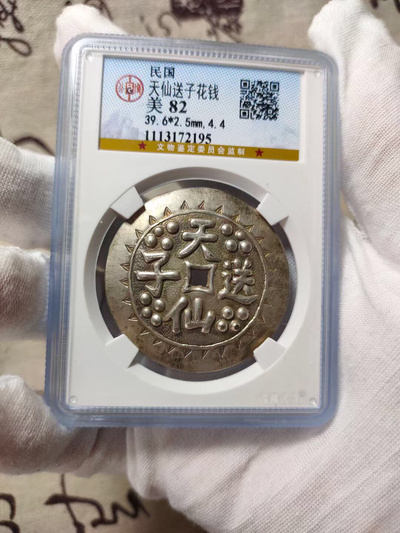 民国
天仙送子花钱
美 82
39.6*2.5mm,4.4
1113172195
文物鉴定委员会监制
天
子 送
仙